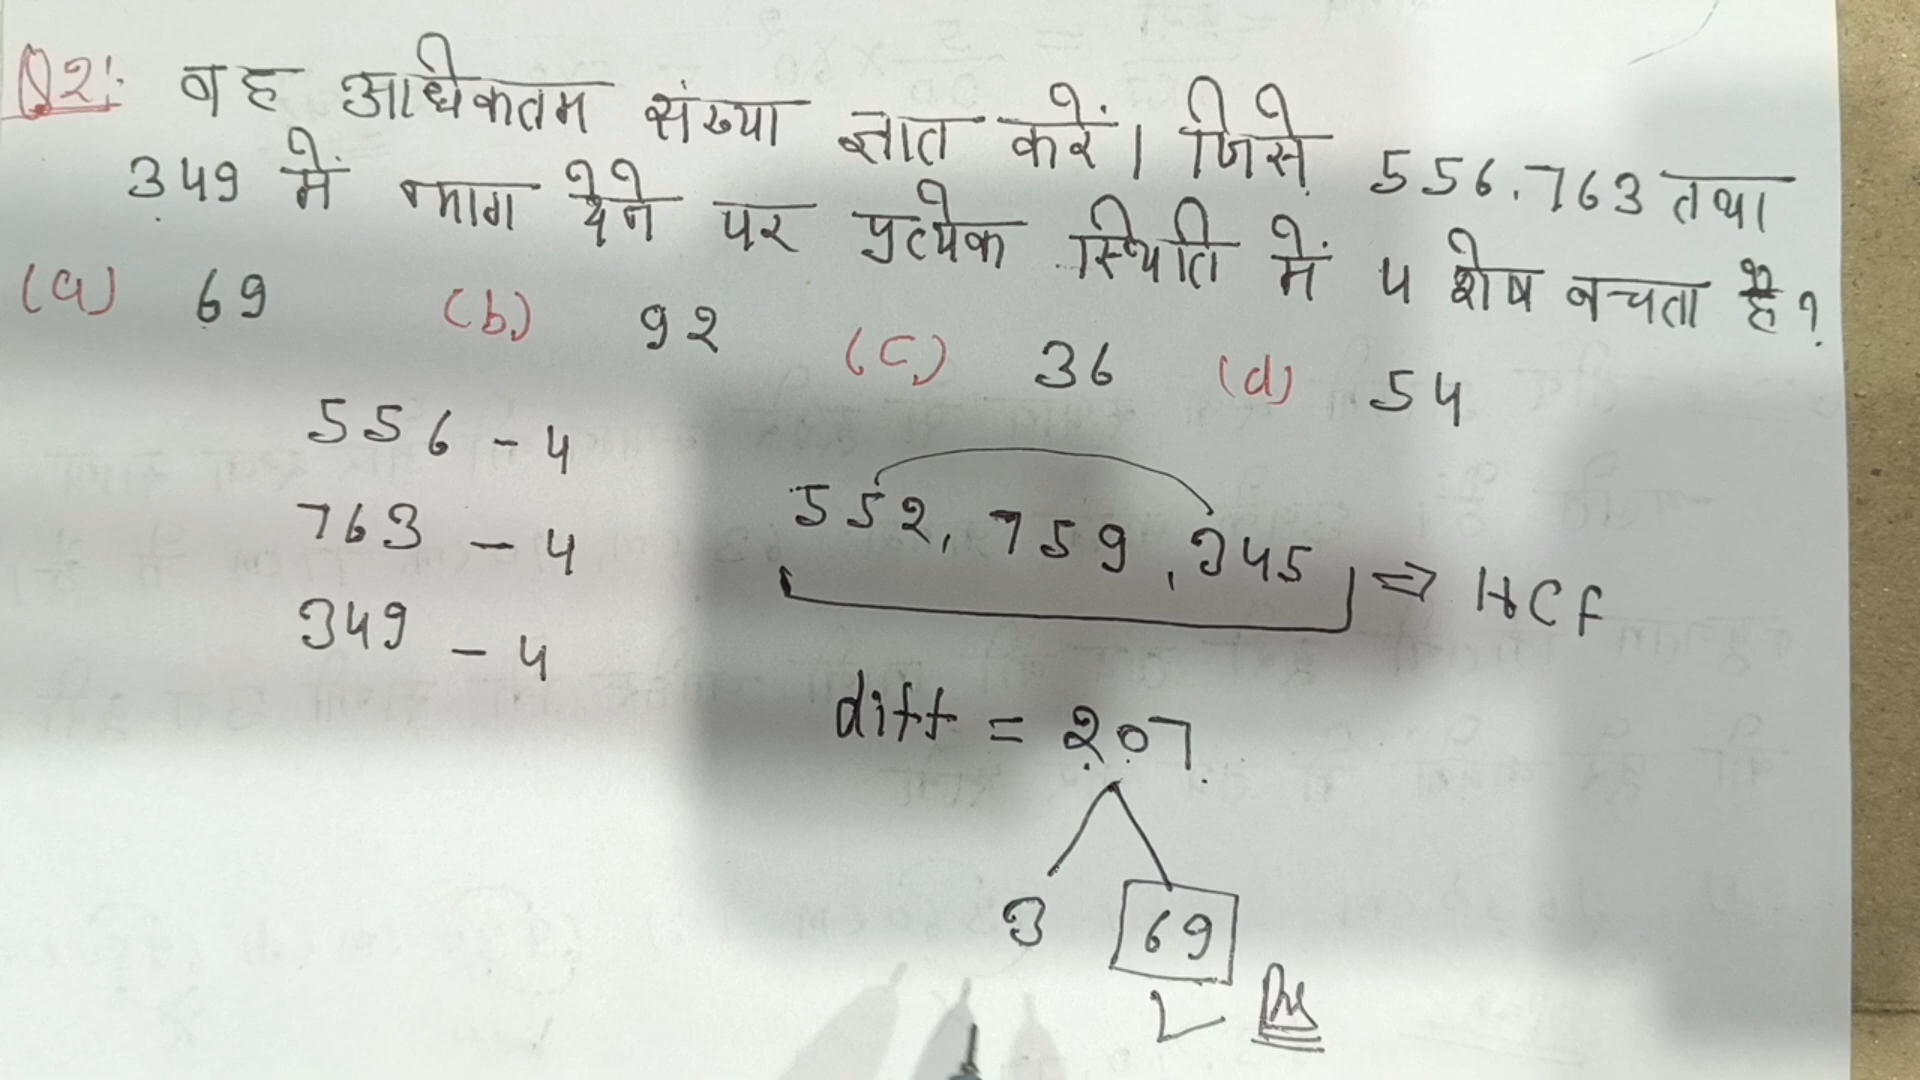 Q2: वह अधिकतम संख्या ज्ञात करें। जिसे 556, 763 तथा
349 में भाग देने पर प्रत्येक स्थिति में 4 शेष बचता है?
(a) 69 (b) 92 (c) 36 (d) 54
556 - 4
763 - 4
349 - 4
552, 759, 345 ⇒ HCF
diff = 207
3 69
Ans